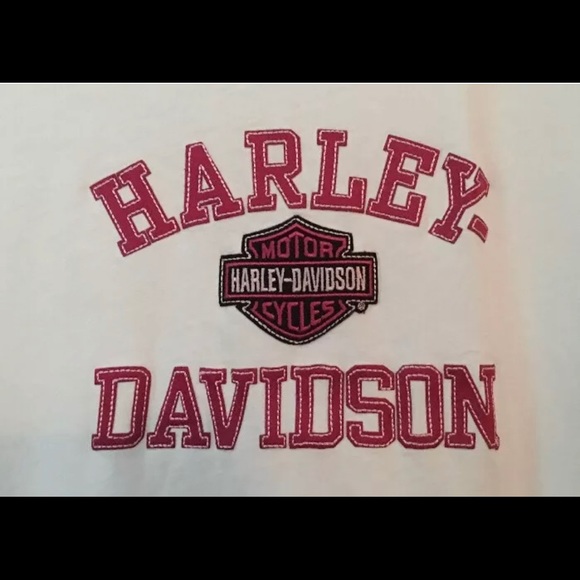 HARLEY-
MOTOR
HARLEY-DAVIDSON
CYCLES
®
DAVIDSON